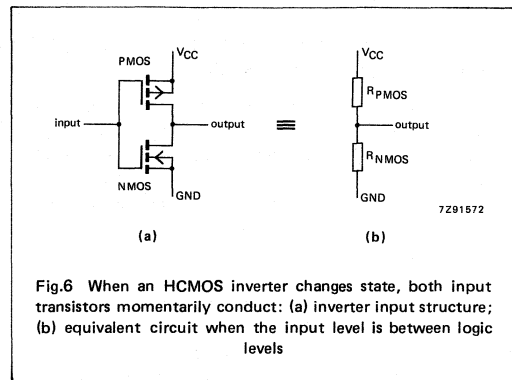 VCC
PMOS
input
output
NMOS
GND
(a)
≡
VCC
RPMOS
output
RNMOS
GND
7Z91572
(b)
Fig.6 When an HCMOS inverter changes state, both input
transistors momentarily conduct: (a) inverter input structure;
(b) equivalent circuit when the input level is between logic
levels